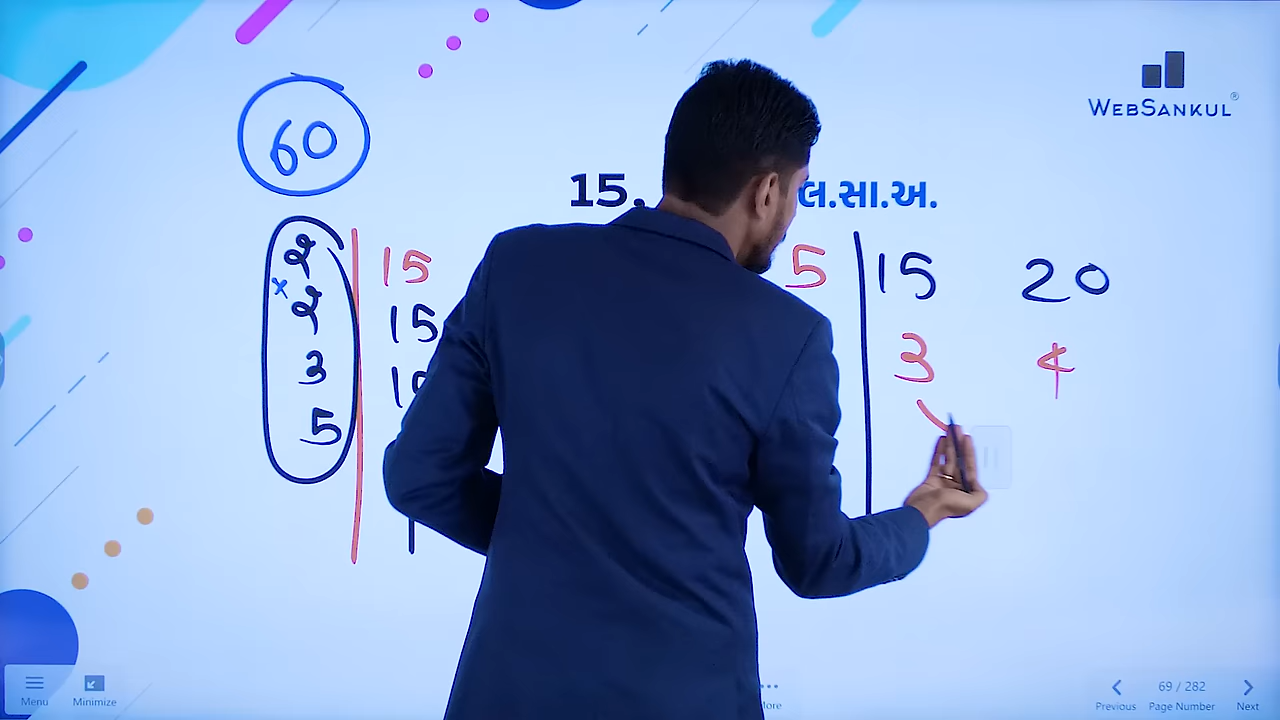 60
WEBSANKUL®
15. લ.સા.અ.
૨ 15
× ૨ 15
3
5
5 15 20
3 4
Menu
Minimize
69 / 282
Previous Page Number Next